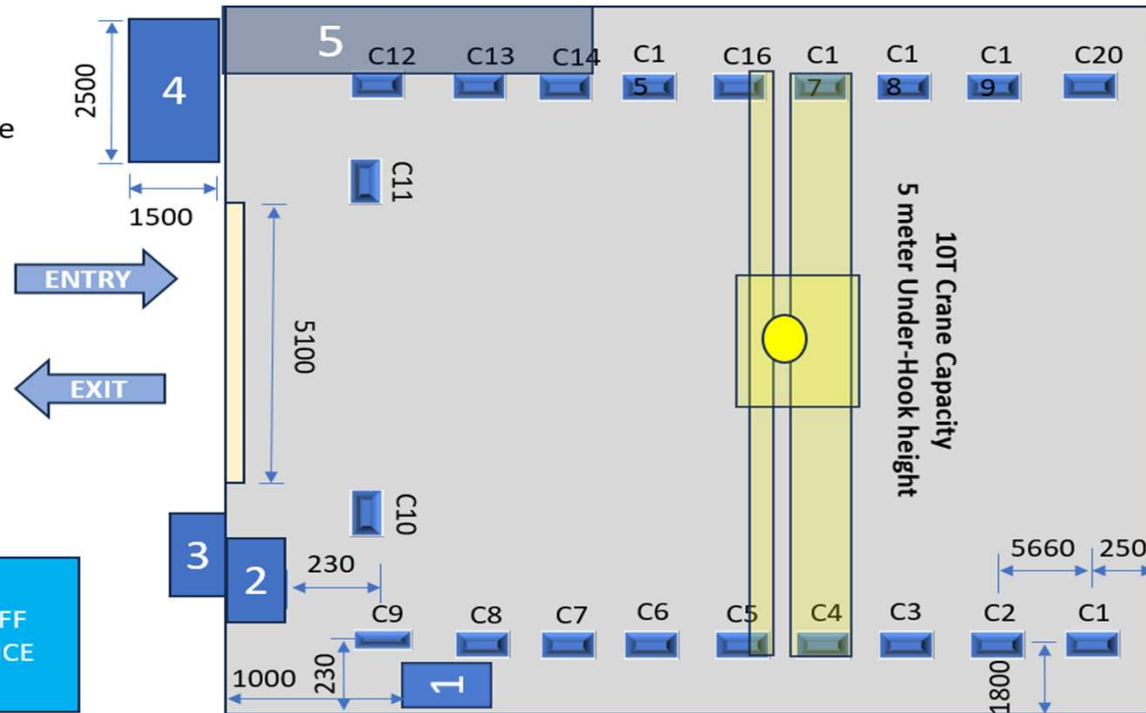 5
C12
C13
C14
C1
5
C16
C1
7
C1
8
C1
9
C20
4
2500
e
1500
C11
ENTRY
5100
EXIT
10T Crane Capacity
5 meter Under-Hook height
C10
3
2
230
5660
250
FF
CE
C9
C8
C7
C6
C5
C4
C3
C2
C1
1000
230
1
1800